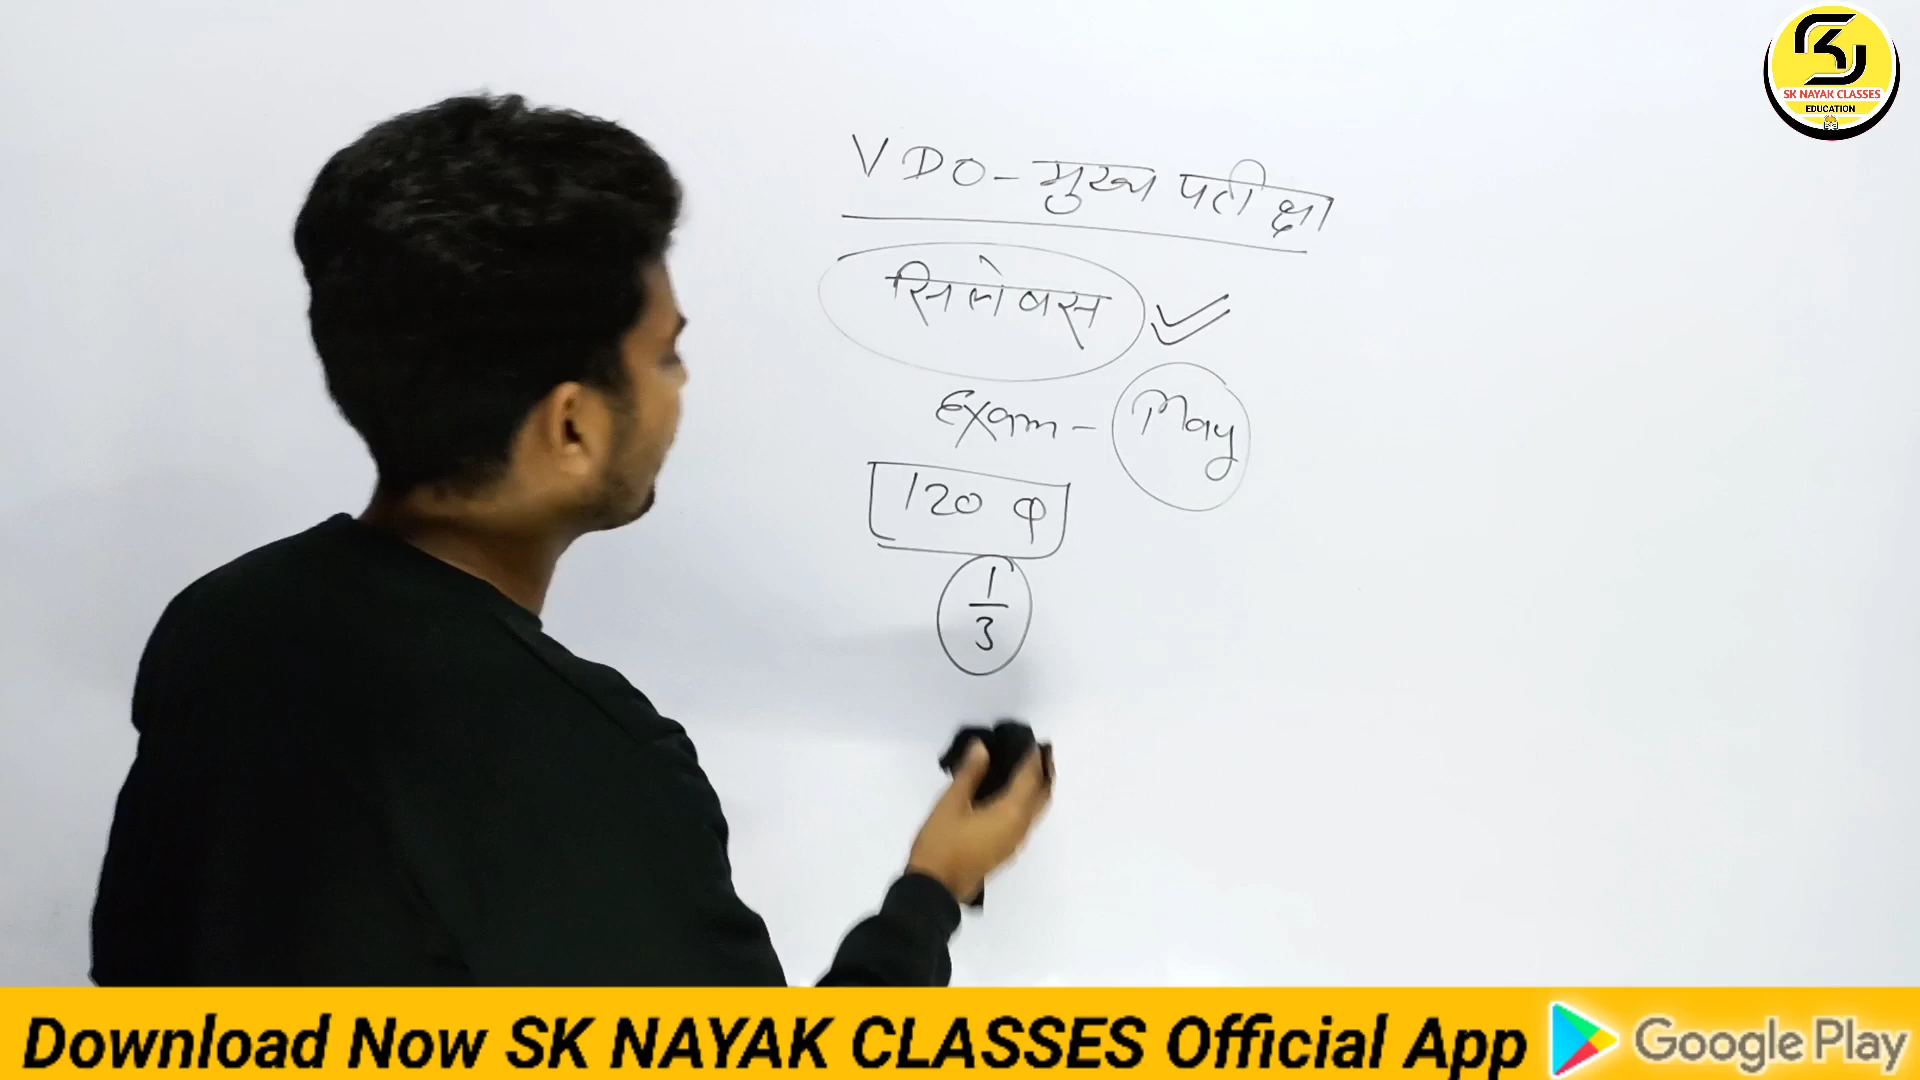 SK NAYAK CLASSES
EDUCATION
VDO - मुख्य परीक्षा
सिलेबस
Exam - May
120 Q
1/3
Download Now SK NAYAK CLASSES Official App Google Play